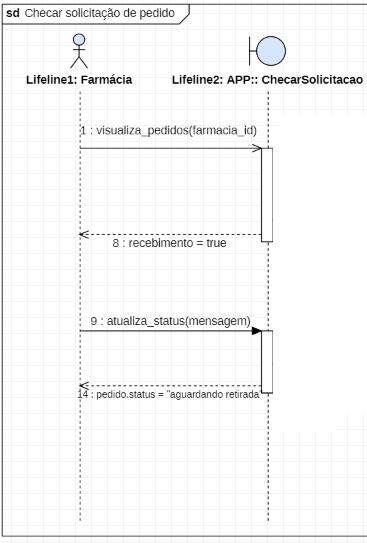 sd Checar solicitação de pedido
Lifeline1: Farmácia
Lifeline2: APP:: ChecarSolicitacao
1 : visualiza_pedidos(farmacia_id)
8 : recebimento = true
9 : atualiza_status(mensagem)
14 : pedido.status = "aguardando retirada"